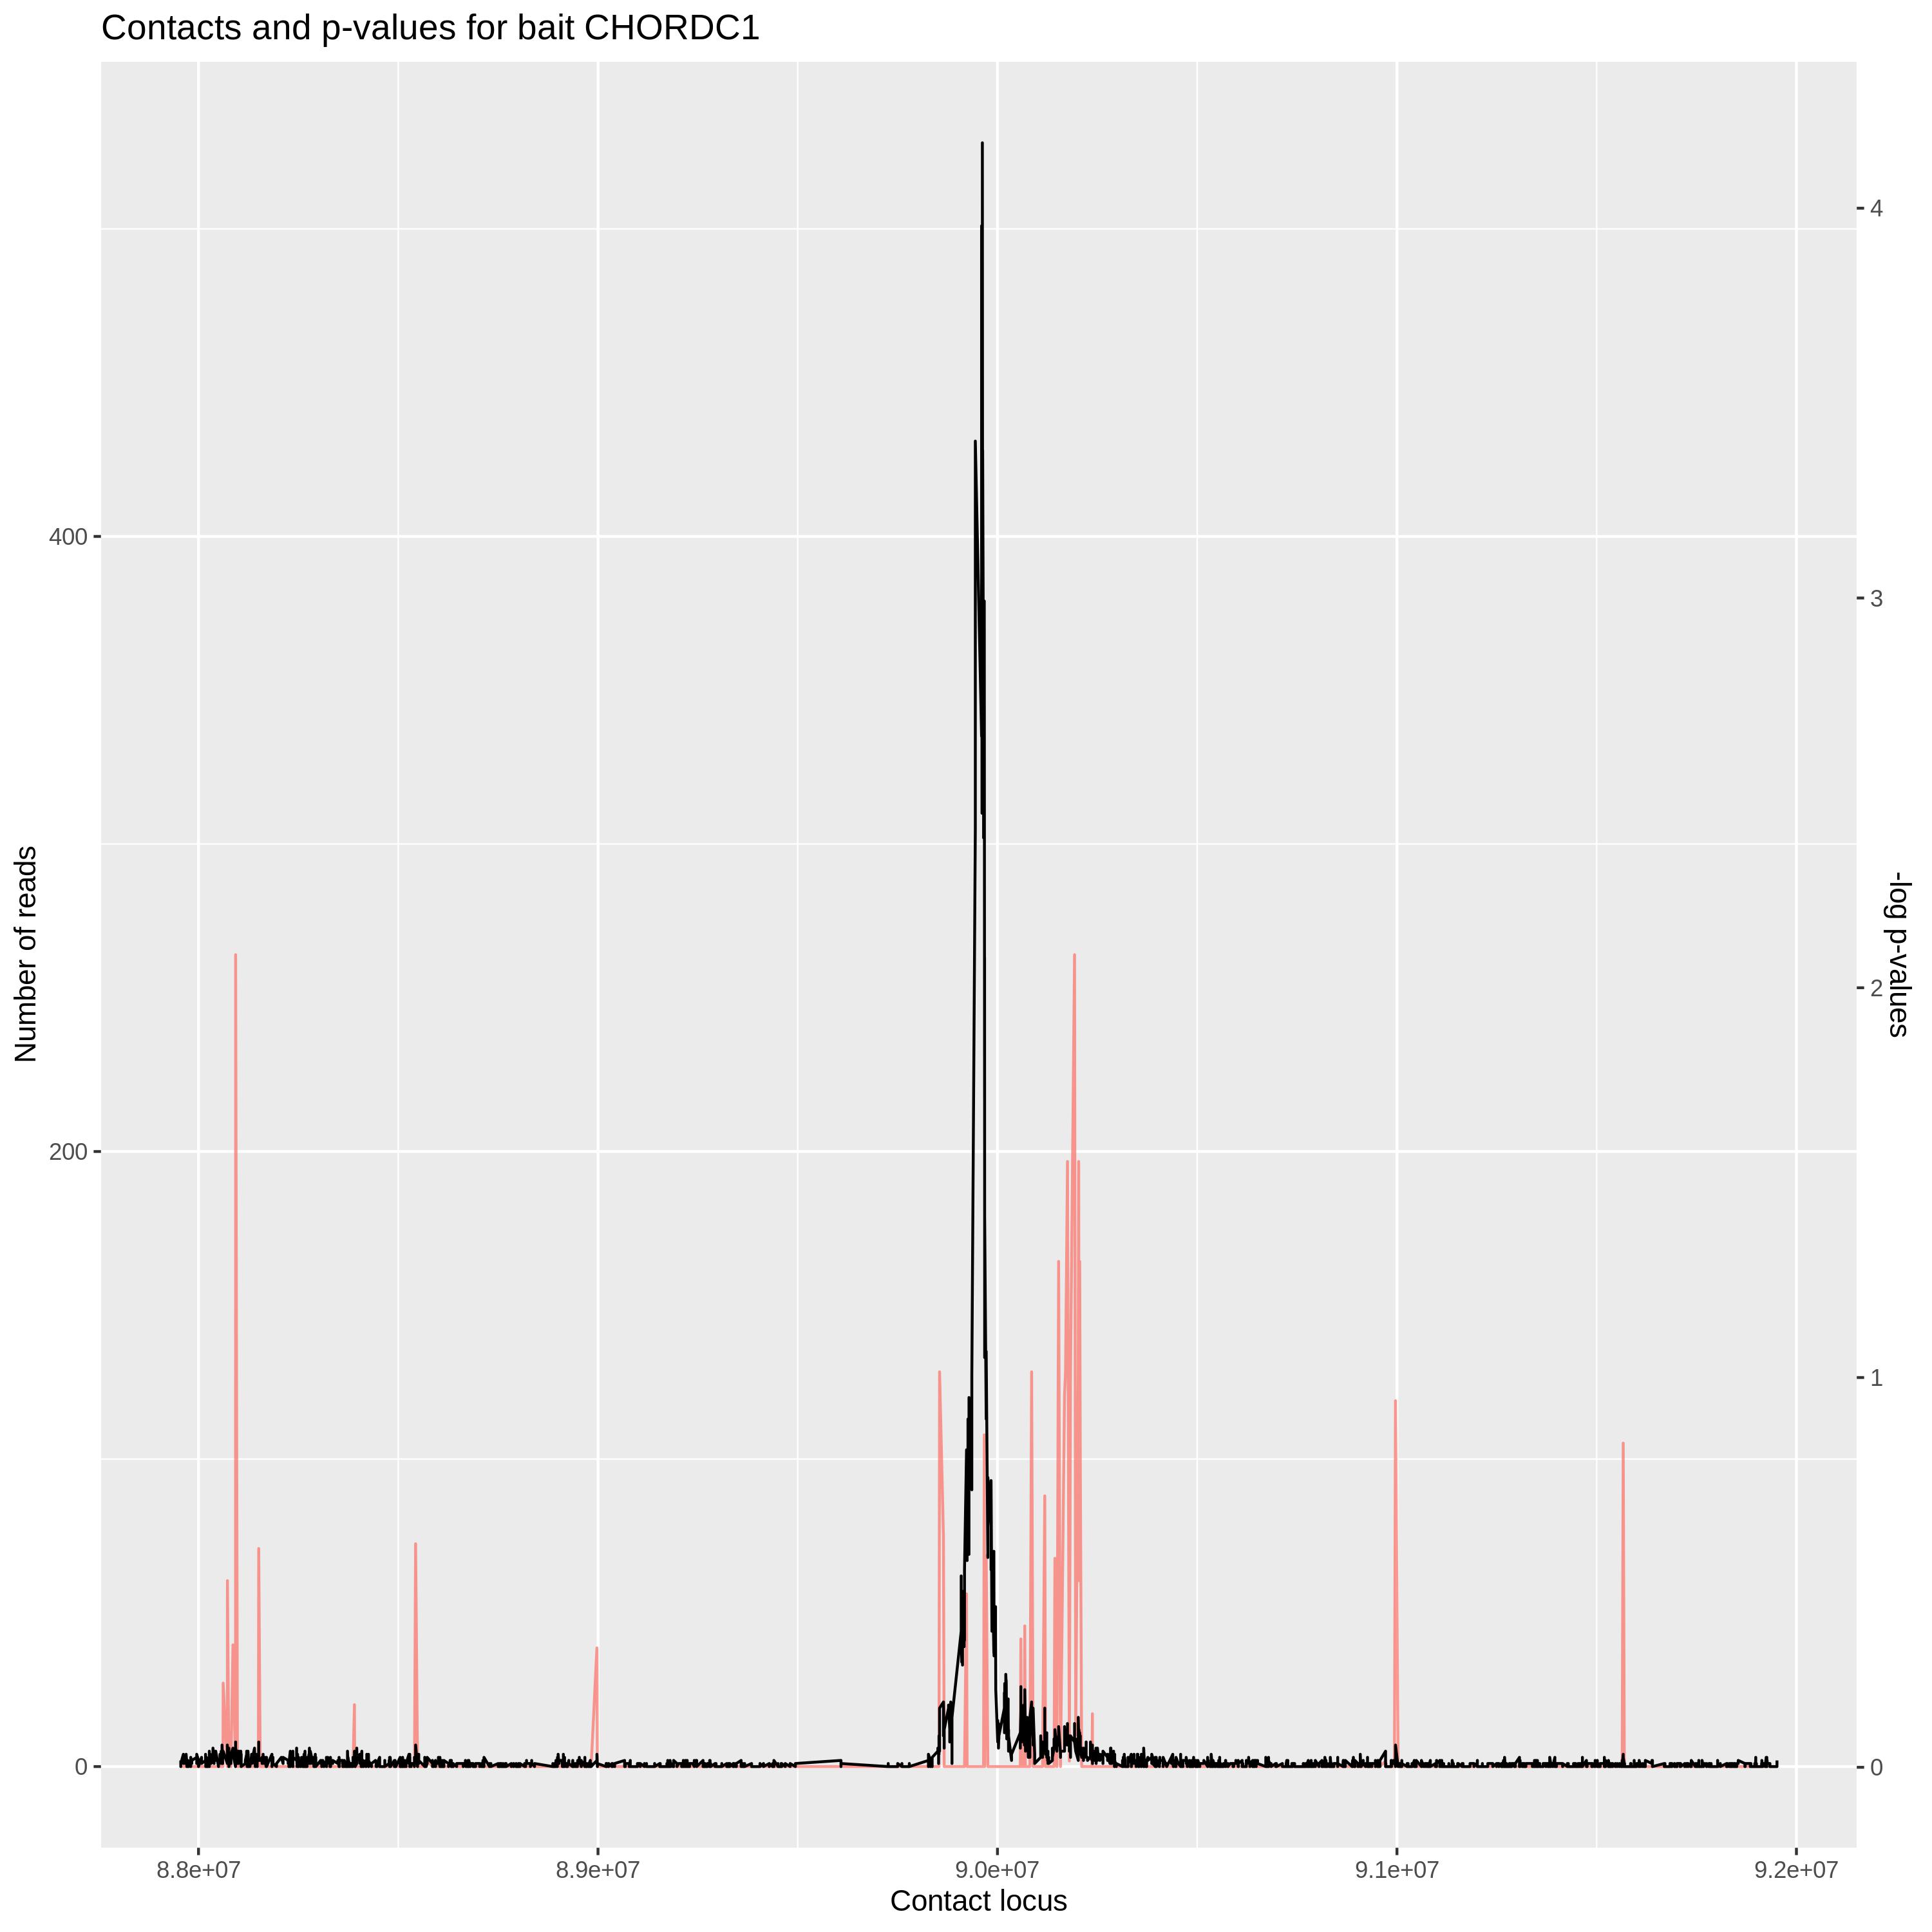 Contacts and p-values for bait CHORDC1
Number of reads
400
200
0
4
3
2
1
0
-log p-values
8.8e+07 8.9e+07 9.0e+07 9.1e+07 9.2e+07
Contact locus